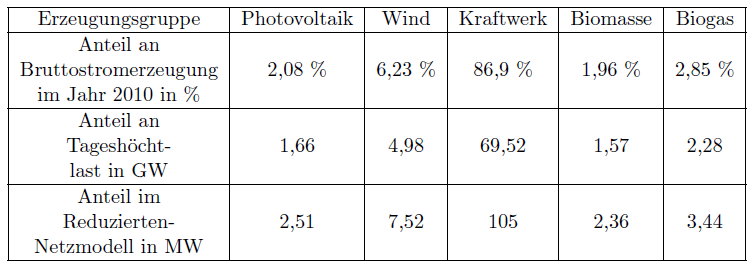 Erzeugungsgruppe Photovoltaik Wind Kraftwerk Biomasse Biogas
Anteil an
Bruttostromerzeugung 2,08 % 6,23 % 86,9 % 1,96 % 2,85 %
im Jahr 2010 in %
Anteil an
Tageshöcht- 1,66 4,98 69,52 1,57 2,28
last in GW
Anteil im
Reduzierten- 2,51 7,52 105 2,36 3,44
Netzmodell in MW